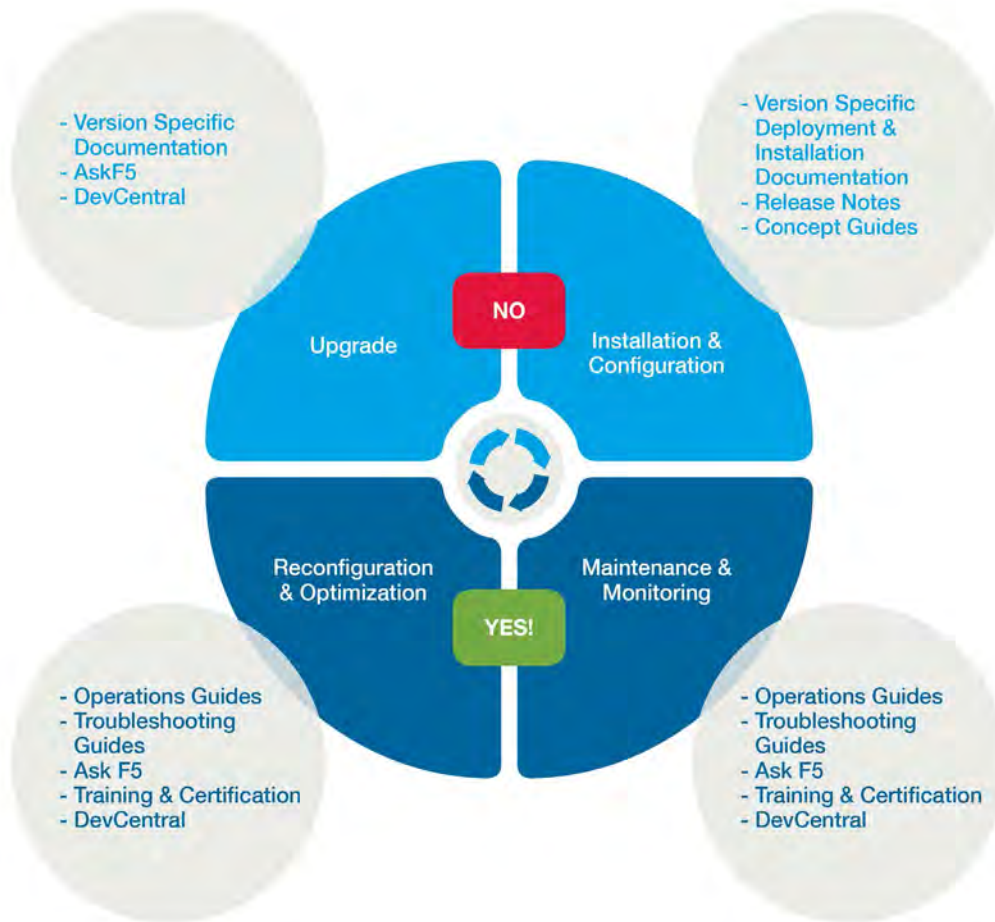 - Version Specific
Documentation
- AskF5
- DevCentral
- Version Specific
Deployment &
Installation
Documentation
- Release Notes
- Concept Guides
NO
Upgrade
Installation &
Configuration
Reconfiguration
& Optimization
Maintenance &
Monitoring
YES!
- Operations Guides
- Troubleshooting
Guides
- Ask F5
- Training & Certification
- DevCentral
- Operations Guides
- Troubleshooting
Guides
- Ask F5
- Training & Certification
- DevCentral